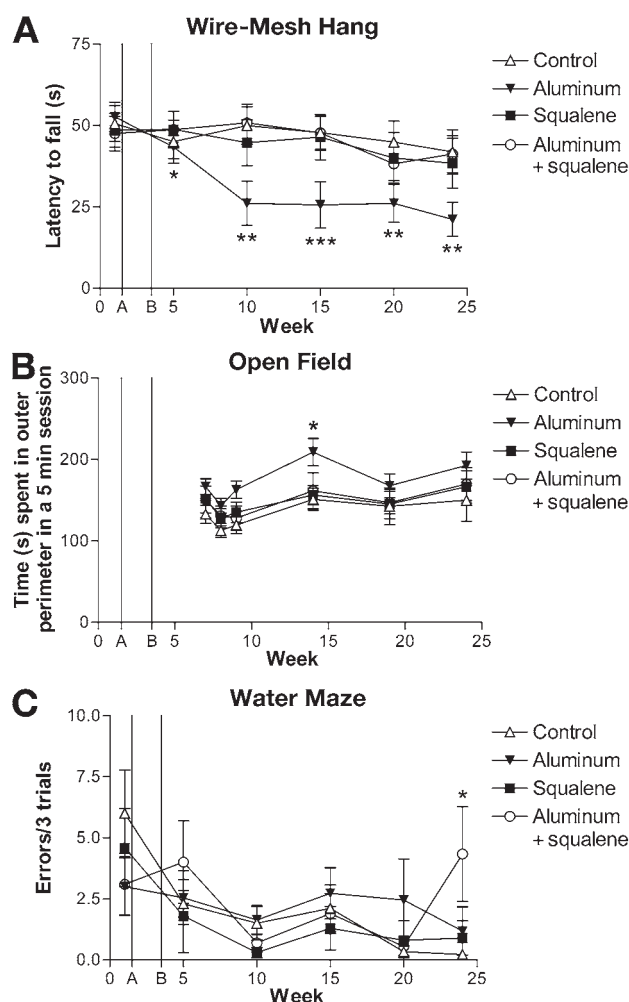 A
Wire-Mesh Hang
Latency to fall (s)
75
50
25
0
*
**
***
**
**
0 A B 5 10 15 20 25
Week
Control
Aluminum
Squalene
Aluminum
+ squalene
B
Open Field
Time (s) spent in outer
perimeter in a 5 min session
300
200
100
0
*
0 A B 5 10 15 20 25
Week
Control
Aluminum
Squalene
Aluminum
+ squalene
C
Water Maze
Errors/3 trials
10.0
7.5
5.0
2.5
0.0
*
0 A B 5 10 15 20 25
Week
Control
Aluminum
Squalene
Aluminum
+ squalene